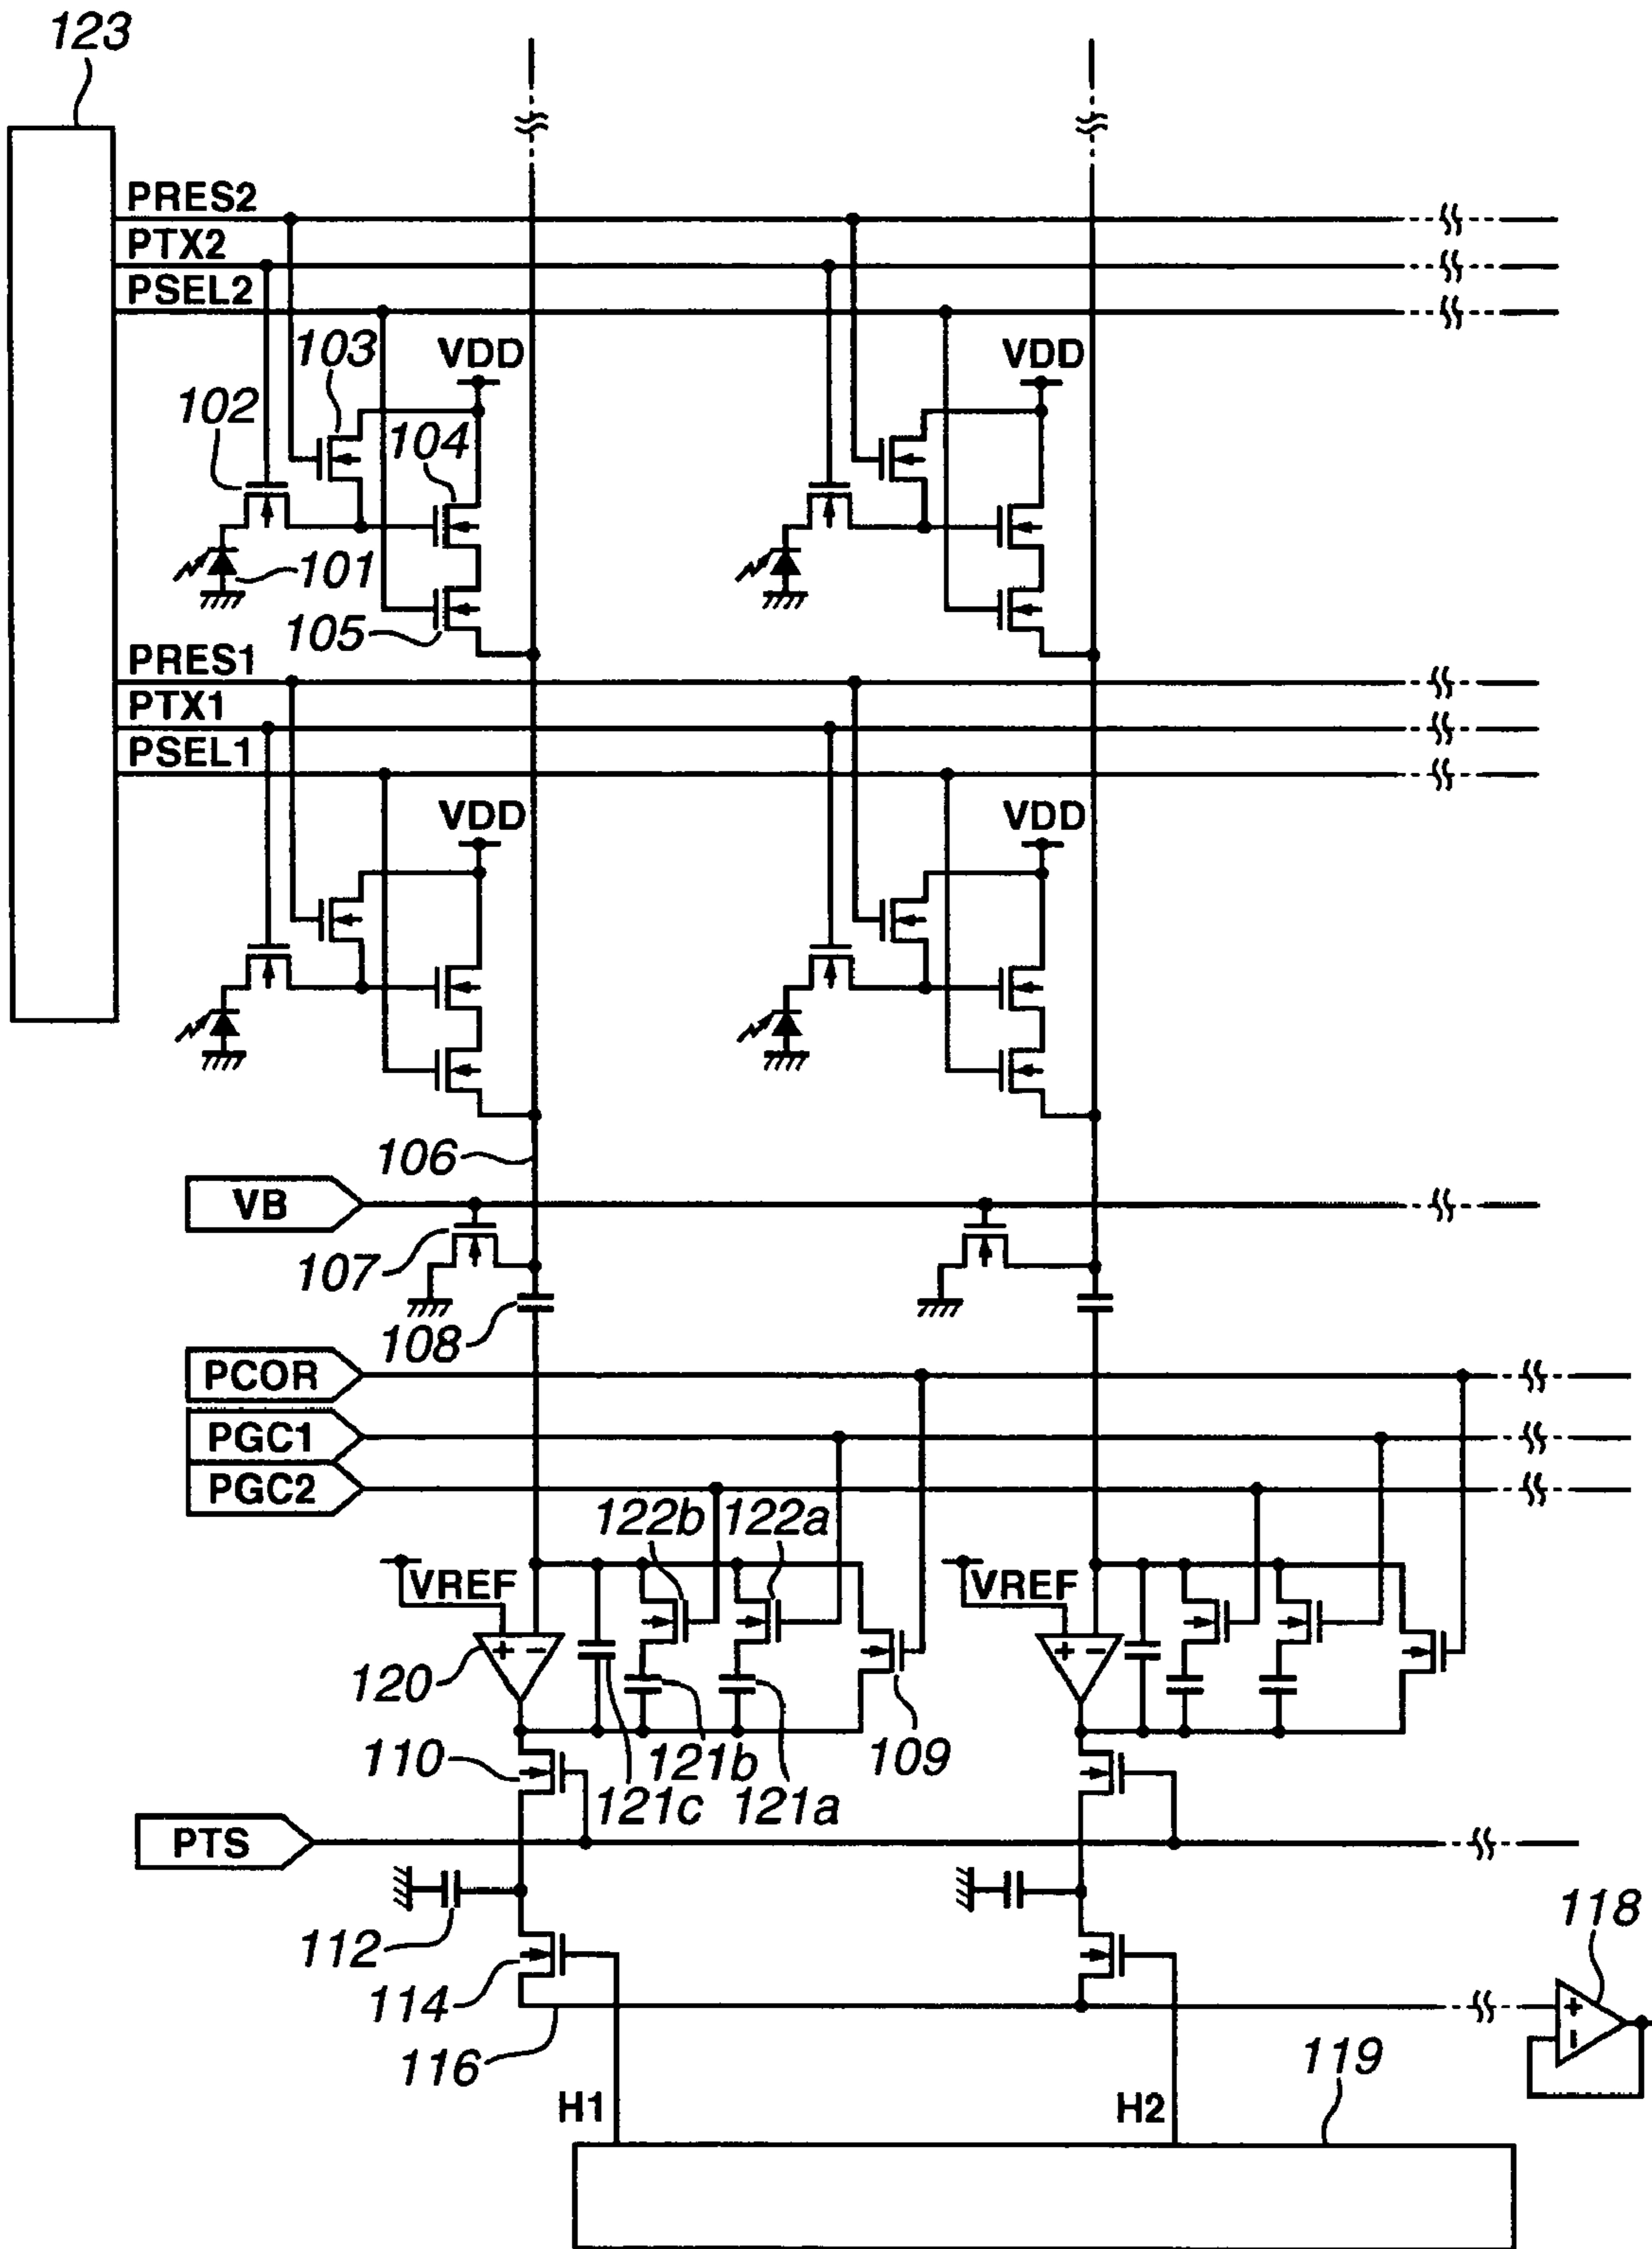 123
PRES2
PTX2
PSEL2
103
VDD
VDD
102
104
101
105
PRES1
PTX1
PSEL1
VDD
VDD
106
VB
107
108
PCOR
PGC1
PGC2
122b 122a
VREF
VREF
+ -
+ -
120
109
110
121b
121c
121a
PTS
118
112
114
+
-
116
119
H1
H2